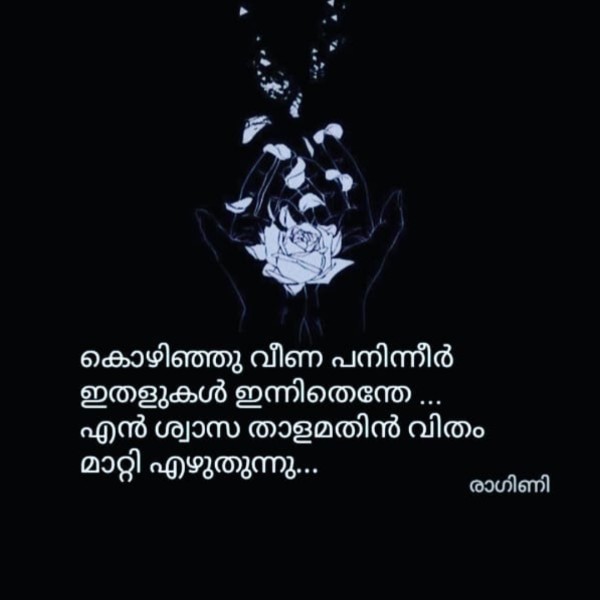 കൊഴിഞ്ഞു വീണ പനിന്നീർ
ഇതളുകൾ ഇന്നിതെന്തേ ...
എൻ ശ്വാസ താളമതിൻ വിതം
മാറ്റി എഴുതുന്നു...
രാഗിണി